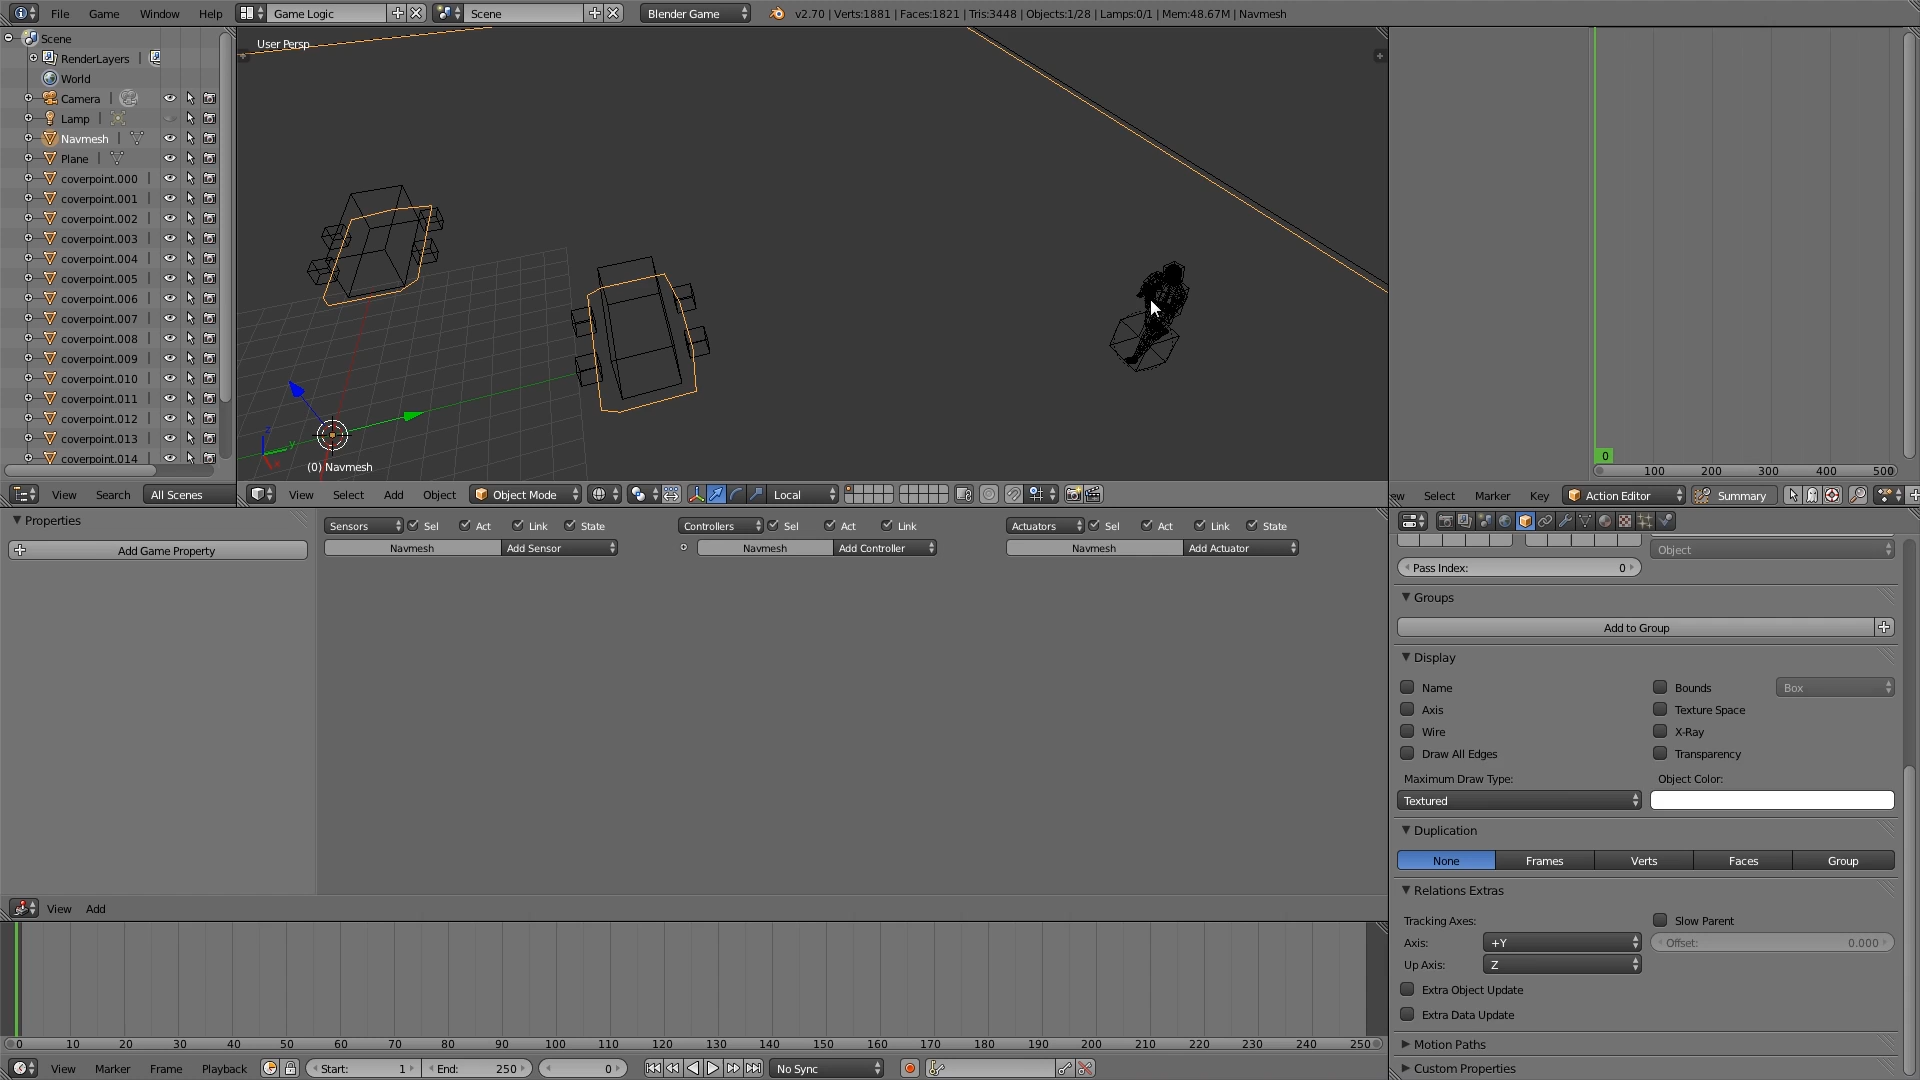 File Game Window Help Game Logic Scene Blender Game v2.70 | Verts:1881 | Faces:1821 | Tris:3448 | Objects:1/28 | Lamps:0/1 | Mem:48.67M | Navmesh
Scene
RenderLayers
World
Camera
Lamp
Navmesh
Plane
coverpoint.000
coverpoint.001
coverpoint.002
coverpoint.003
coverpoint.004
coverpoint.005
coverpoint.006
coverpoint.007
coverpoint.008
coverpoint.009
coverpoint.010
coverpoint.011
coverpoint.012
coverpoint.013
coverpoint.014
View Search All Scenes
User Persp
z
y
x
(0) Navmesh
View Select Add Object Object Mode Local
0
100 200 300 400 500
ew Select Marker Key Action Editor Summary
Properties
Add Game Property
Sensors Sel Act Link State
Navmesh Add Sensor
Controllers Sel Act Link
Navmesh Add Controller
Actuators Sel Act Link State
Navmesh Add Actuator
View Add
Object
Pass Index: 0
Groups
Add to Group
Display
Name Bounds Box
Axis Texture Space
Wire X-Ray
Draw All Edges Transparency
Maximum Draw Type: Object Color:
Textured
Duplication
None Frames Verts Faces Group
Relations Extras
Tracking Axes: Slow Parent
Axis: +Y Offset: 0.000
Up Axis: Z
Extra Object Update
Extra Data Update
Motion Paths
Custom Properties
0 10 20 30 40 50 60 70 80 90 100 110 120 130 140 150 160 170 180 190 200 210 220 230 240 250
View Marker Frame Playback Start: 1 End: 250 0 No Sync